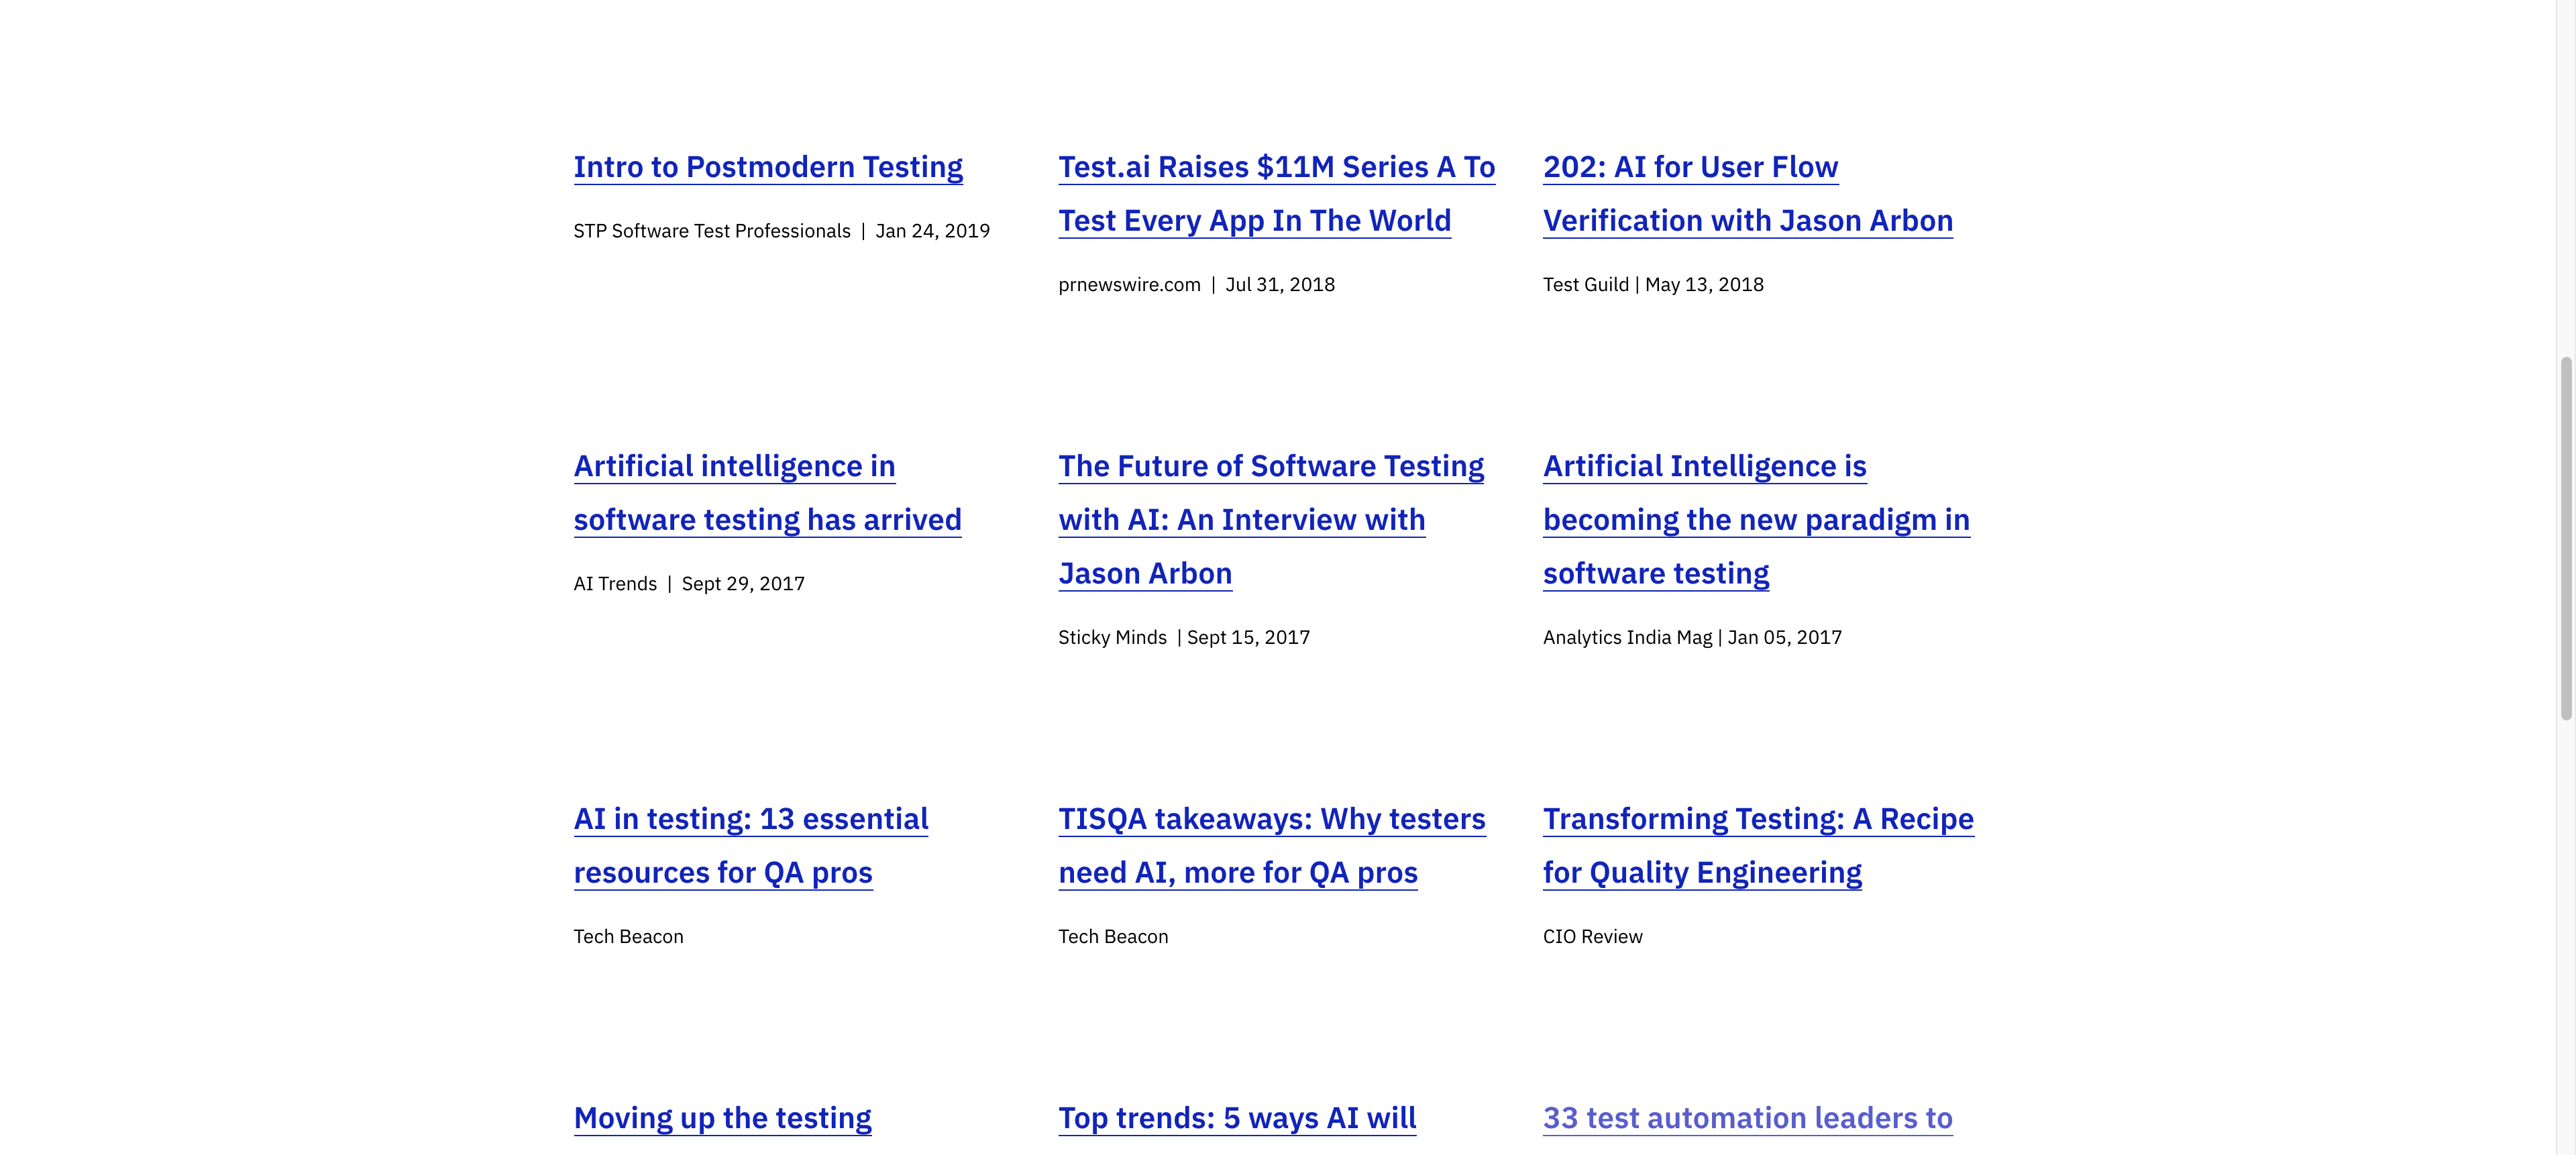 Intro to Postmodern Testing
STP Software Test Professionals | Jan 24, 2019
Test.ai Raises $11M Series A To
Test Every App In The World
prnewswire.com | Jul 31, 2018
202: AI for User Flow
Verification with Jason Arbon
Test Guild | May 13, 2018
Artificial intelligence in
software testing has arrived
AI Trends | Sept 29, 2017
The Future of Software Testing
with AI: An Interview with
Jason Arbon
Sticky Minds | Sept 15, 2017
Artificial Intelligence is
becoming the new paradigm in
software testing
Analytics India Mag | Jan 05, 2017
AI in testing: 13 essential
resources for QA pros
Tech Beacon
TISQA takeaways: Why testers
need AI, more for QA pros
Tech Beacon
Transforming Testing: A Recipe
for Quality Engineering
CIO Review
Moving up the testing
Top trends: 5 ways AI will
33 test automation leaders to